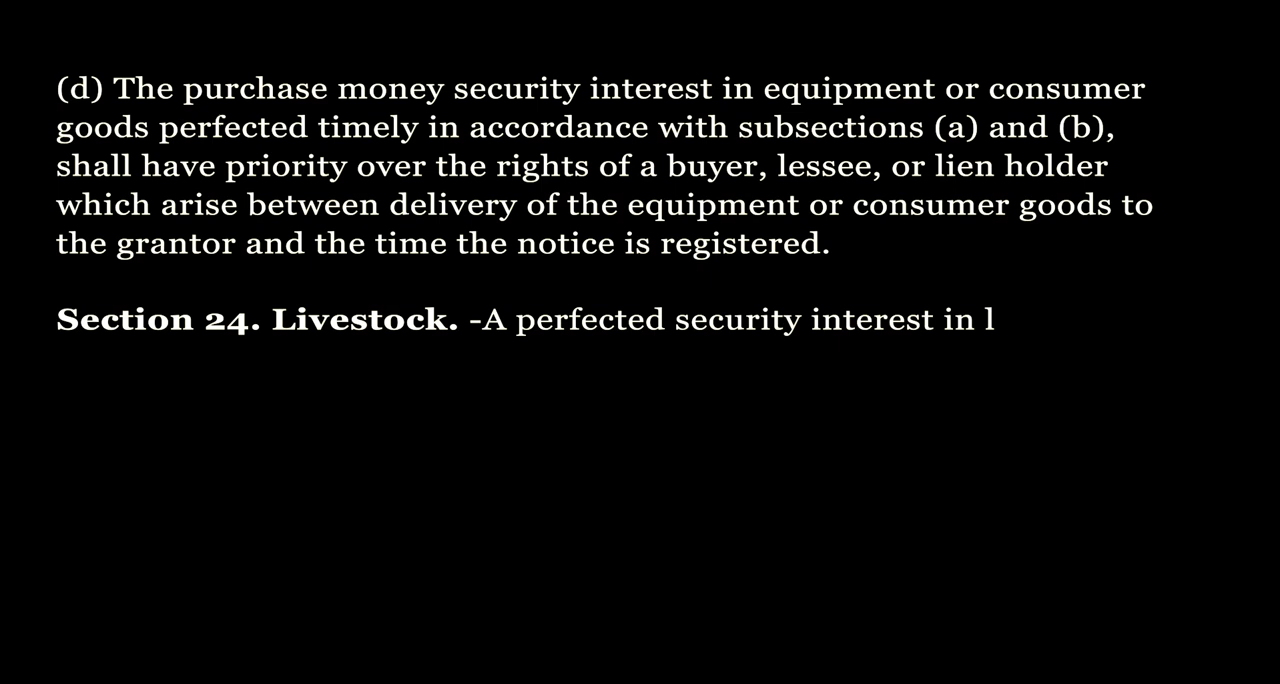 (d) The purchase money security interest in equipment or consumer
goods perfected timely in accordance with subsections (a) and (b),
shall have priority over the rights of a buyer, lessee, or lien holder
which arise between delivery of the equipment or consumer goods to
the grantor and the time the notice is registered.
Section 24. Livestock. -A perfected security interest in l